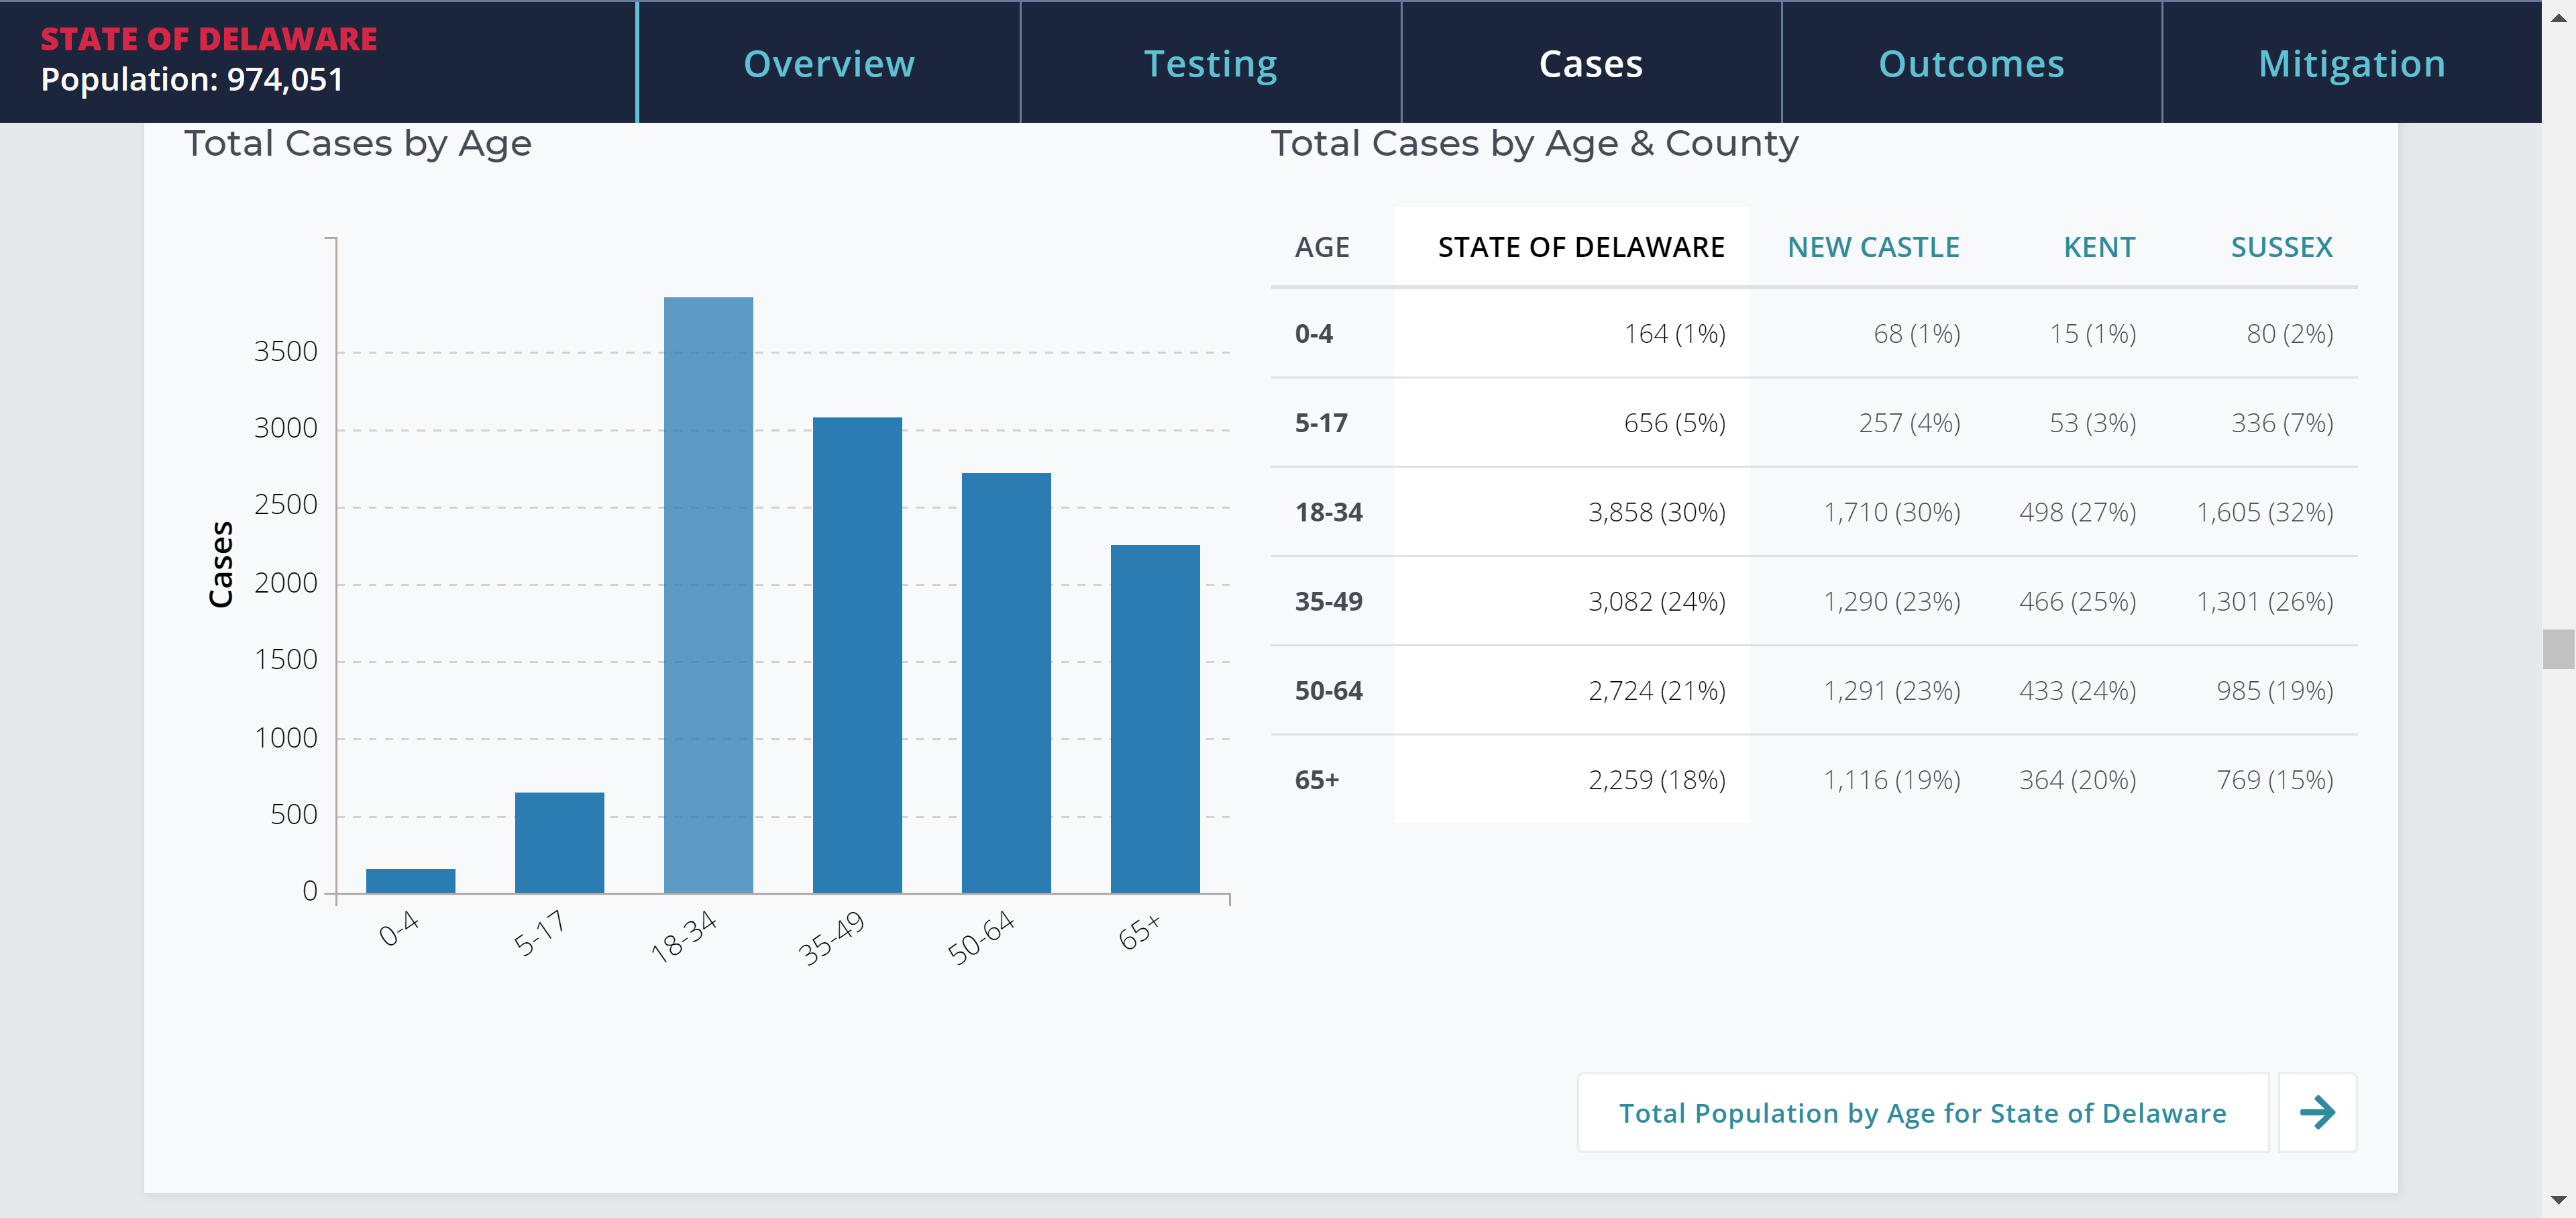 STATE OF DELAWARE
Population: 974,051
Overview
Testing
Cases
Outcomes
Mitigation
Total Cases by Age
3500
3000
2500
2000
1500
1000
500
0
Cases
0-4
5-17
18-34
35-49
50-64
65+
Total Cases by Age & County
AGE STATE OF DELAWARE NEW CASTLE KENT SUSSEX
0-4 164 (1%) 68 (1%) 15 (1%) 80 (2%)
5-17 656 (5%) 257 (4%) 53 (3%) 336 (7%)
18-34 3,858 (30%) 1,710 (30%) 498 (27%) 1,605 (32%)
35-49 3,082 (24%) 1,290 (23%) 466 (25%) 1,301 (26%)
50-64 2,724 (21%) 1,291 (23%) 433 (24%) 985 (19%)
65+ 2,259 (18%) 1,116 (19%) 364 (20%) 769 (15%)
Total Population by Age for State of Delaware